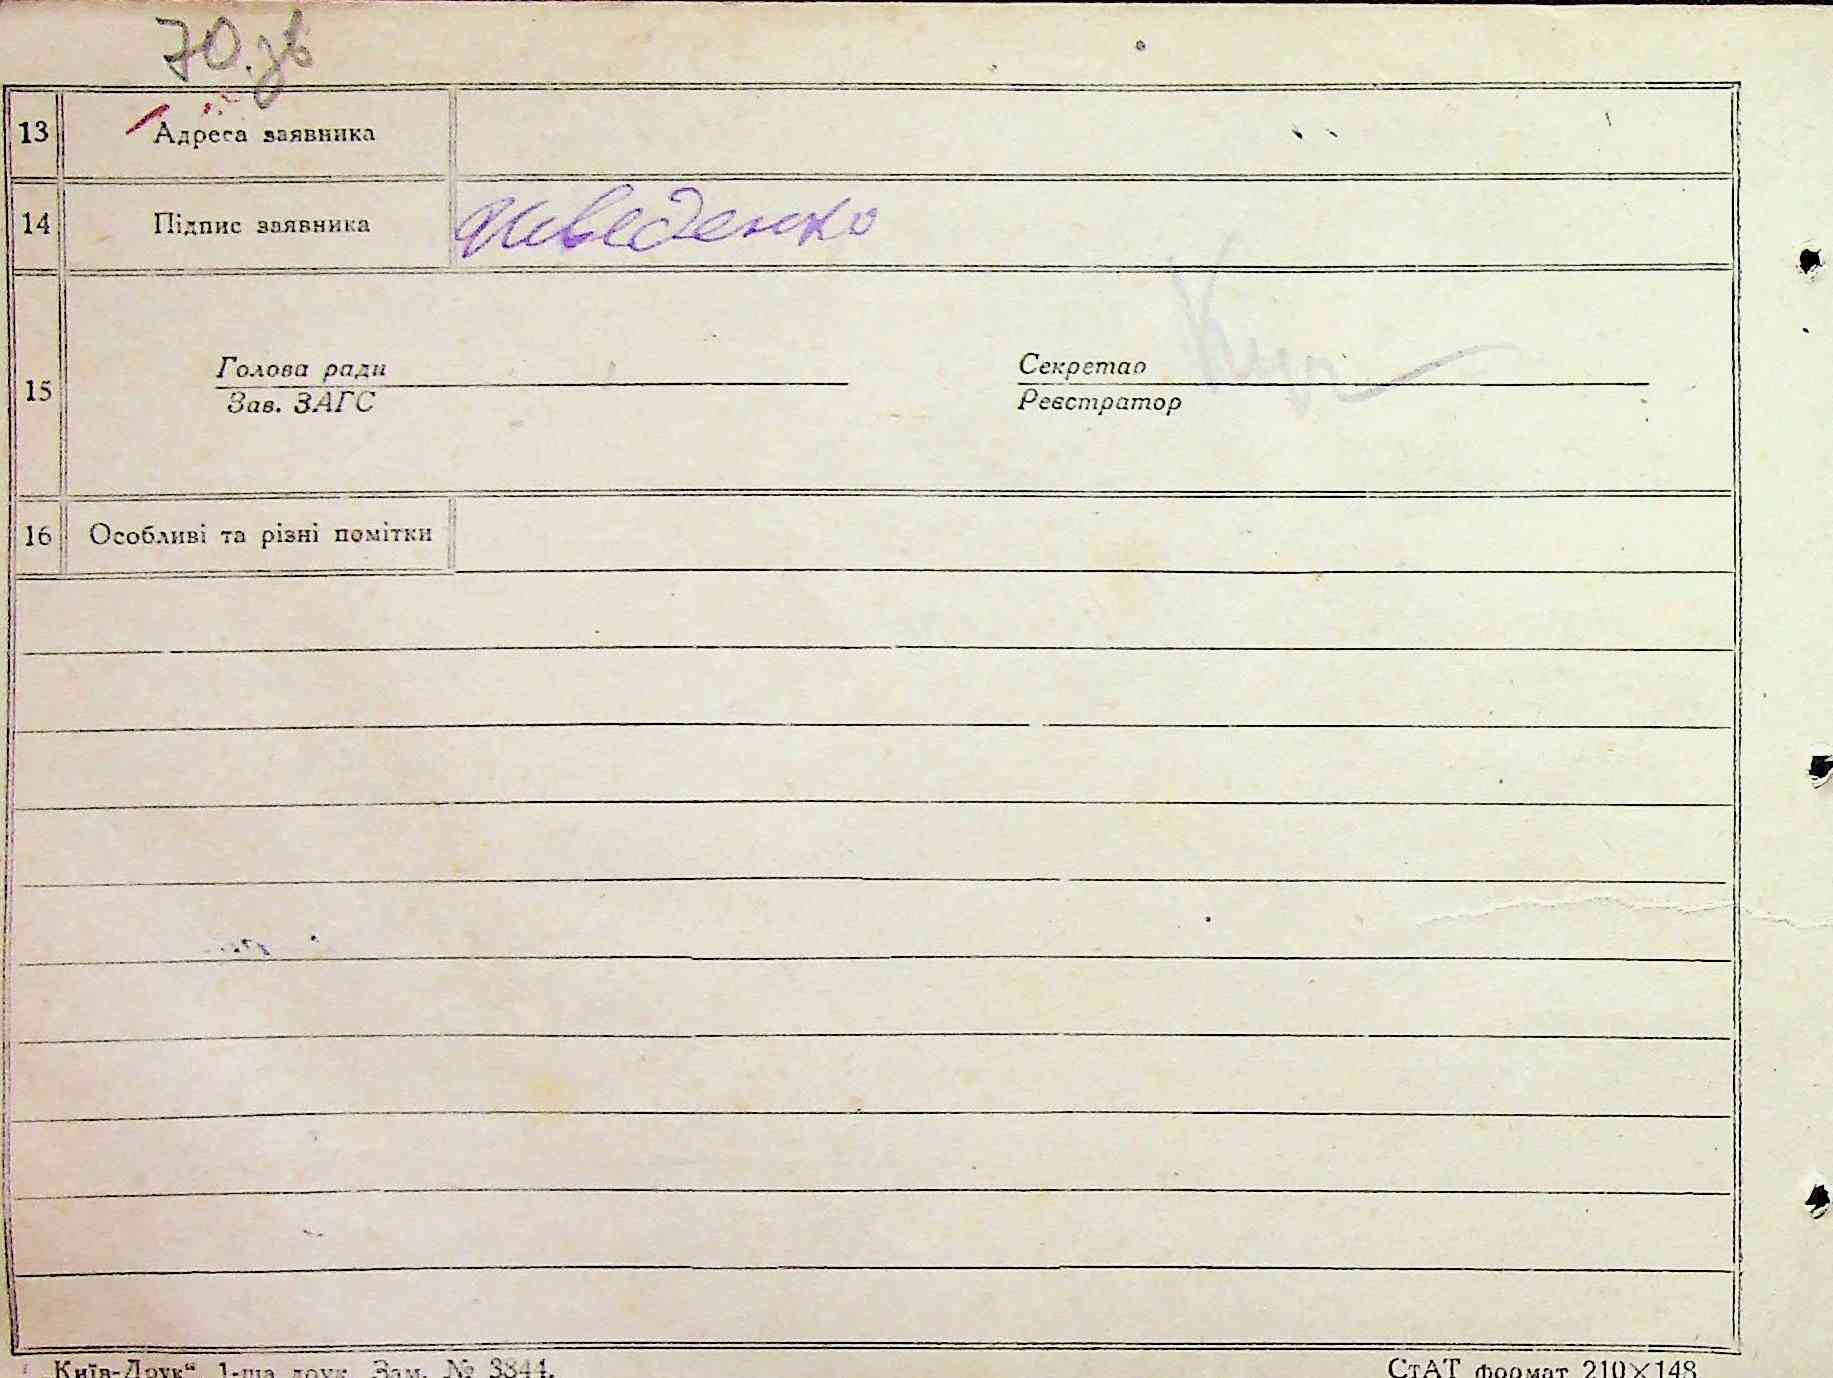 70.зв
13 Адреса заявника
14 Підпис заявника Шведенко
15 Голова ради Секретар
Зав. ЗАГС Реєстратор
16 Особливі та різні помітки
„Київ-Друк“ 1-ша друк. Зам. № 3844. СтАТ формат 210×148